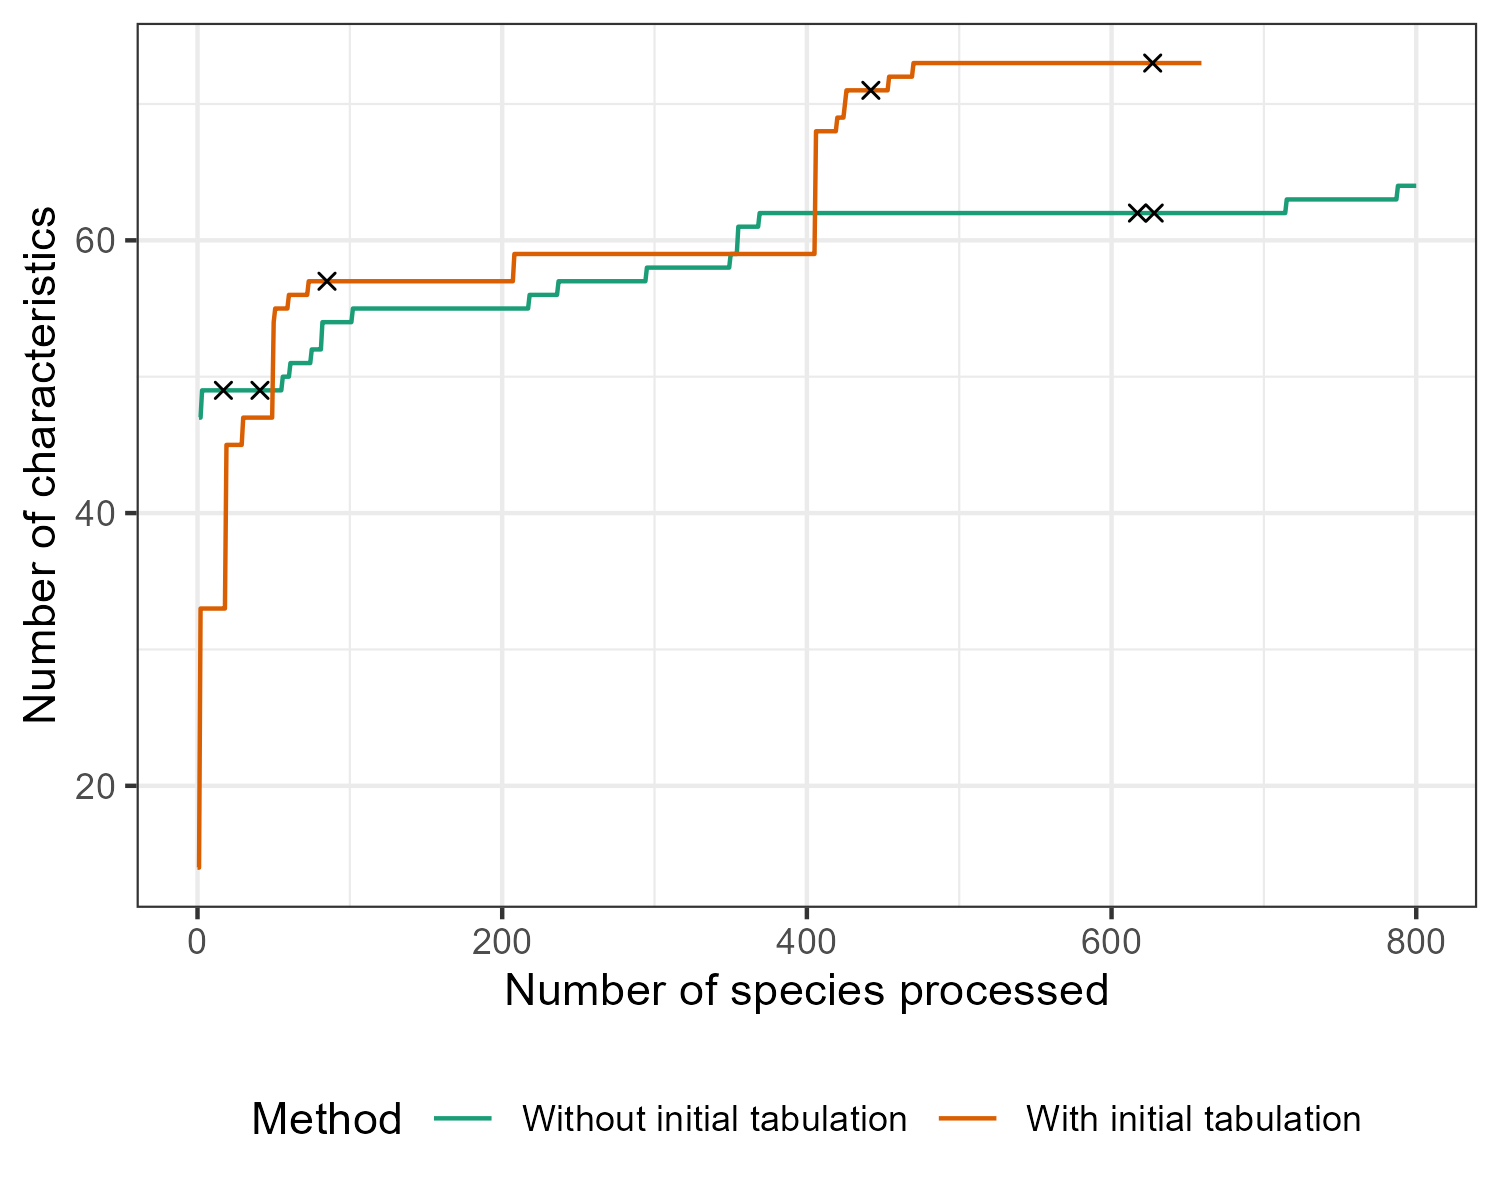 Number of characteristics
60
40
20
0 200 400 600 800
Number of species processed
Method Without initial tabulation With initial tabulation